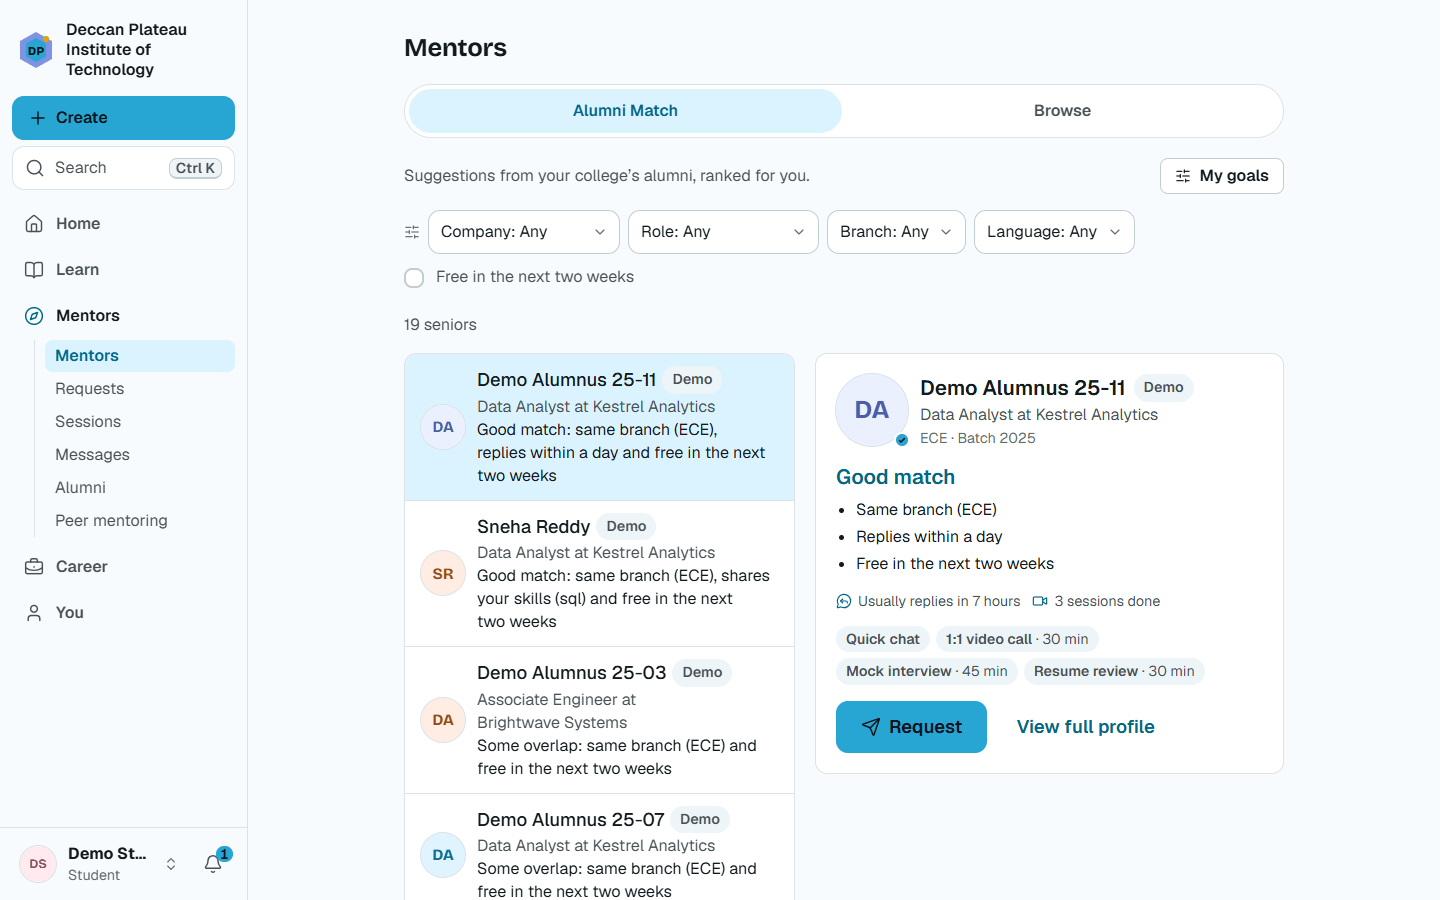 DP
Deccan Plateau
Institute of
Technology
Create
Search Ctrl K
Home
Learn
Mentors
Mentors
Requests
Sessions
Messages
Alumni
Peer mentoring
Career
You
DS
Demo St...
Student
1
Mentors
Alumni Match Browse
Suggestions from your college’s alumni, ranked for you.
My goals
Company: Any Role: Any Branch: Any Language: Any
Free in the next two weeks
19 seniors
DA
Demo Alumnus 25-11 Demo
Data Analyst at Kestrel Analytics
Good match: same branch (ECE),
replies within a day and free in the next
two weeks
SR
Sneha Reddy Demo
Data Analyst at Kestrel Analytics
Good match: same branch (ECE), shares
your skills (sql) and free in the next
two weeks
DA
Demo Alumnus 25-03 Demo
Associate Engineer at
Brightwave Systems
Some overlap: same branch (ECE) and
free in the next two weeks
DA
Demo Alumnus 25-07 Demo
Data Analyst at Kestrel Analytics
Some overlap: same branch (ECE) and
free in the next two weeks
DA
Demo Alumnus 25-11 Demo
Data Analyst at Kestrel Analytics
ECE · Batch 2025
Good match
• Same branch (ECE)
• Replies within a day
• Free in the next two weeks
Usually replies in 7 hours 3 sessions done
Quick chat 1:1 video call · 30 min
Mock interview · 45 min Resume review · 30 min
Request View full profile